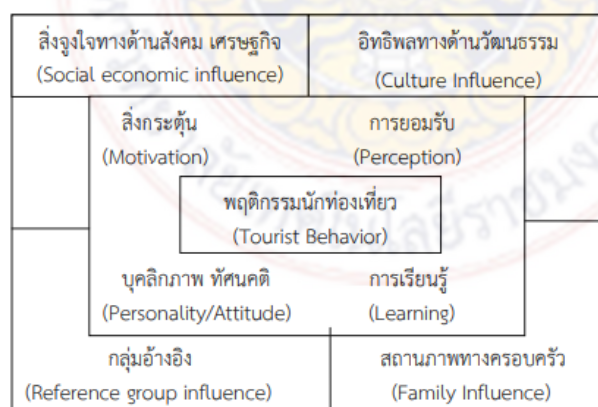 สิ่งจูงใจทางด้านสังคม เศรษฐกิจ
(Social economic influence)
อิทธิพลทางด้านวัฒนธรรม
(Culture Influence)
สิ่งกระตุ้น
(Motivation)
การยอมรับ
(Perception)
พฤติกรรมนักท่องเที่ยว
(Tourist Behavior)
บุคลิกภาพ ทัศนคติ
(Personality/Attitude)
การเรียนรู้
(Learning)
กลุ่มอ้างอิง
(Reference group influence)
สถานภาพทางครอบครัว
(Family Influence)